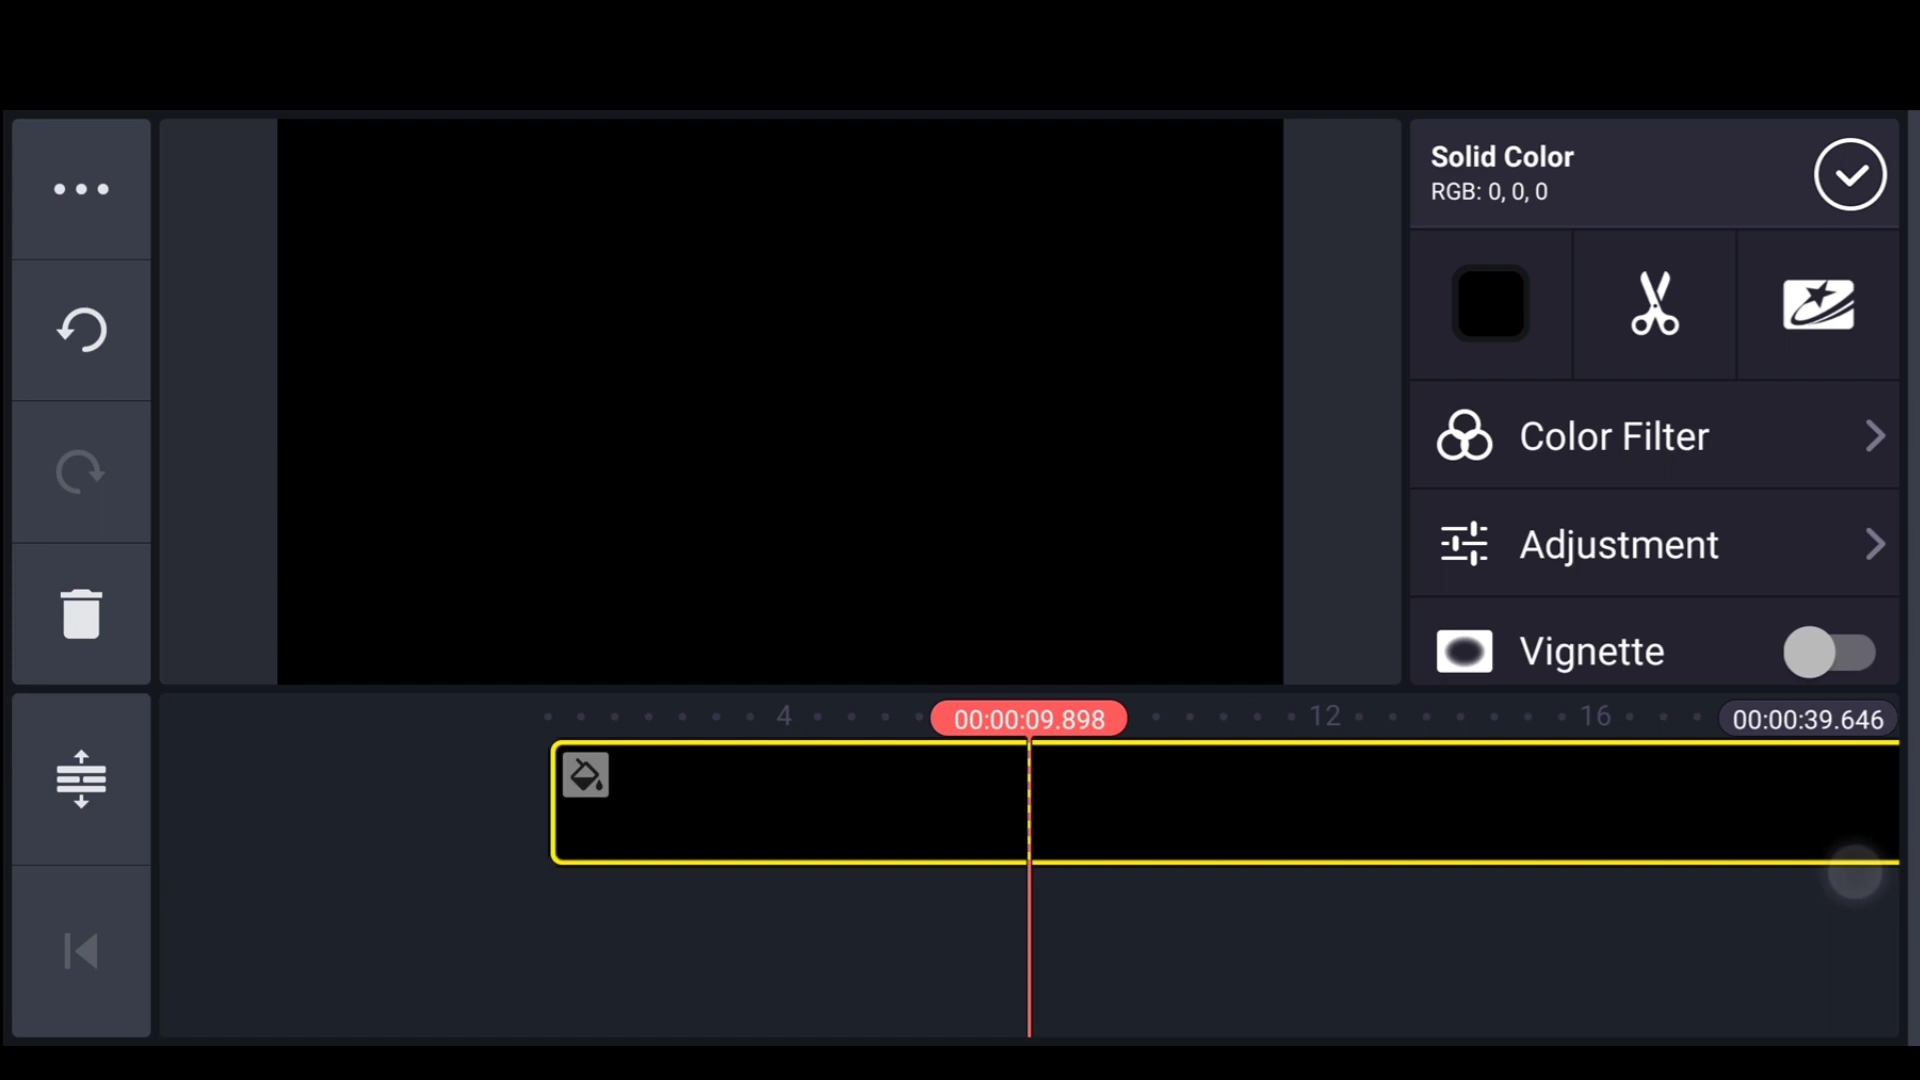 Solid Color
RGB: 0, 0, 0
Color Filter
Adjustment
Vignette
4
00:00:09.898
12
16
00:00:39.646